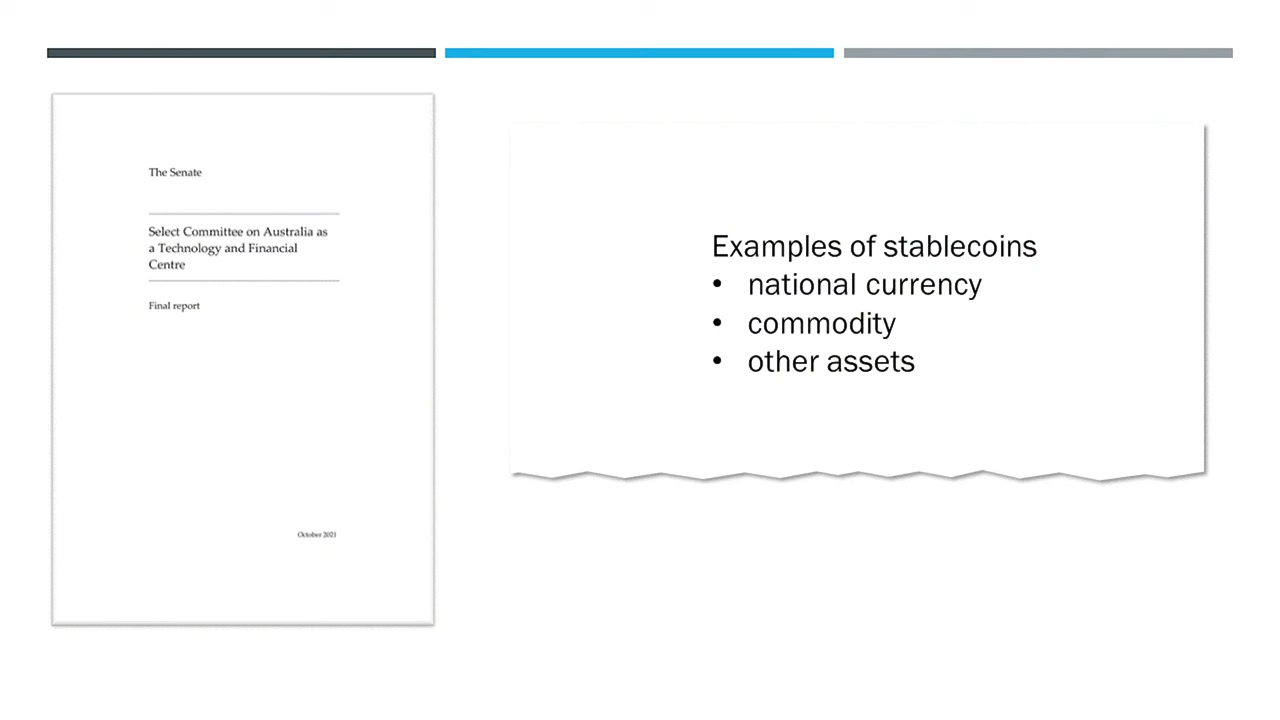 The Senate
Select Committee on Australia as
a Technology and Financial
Centre
Final report
October 2021
Examples of stablecoins
• national currency
• commodity
• other assets